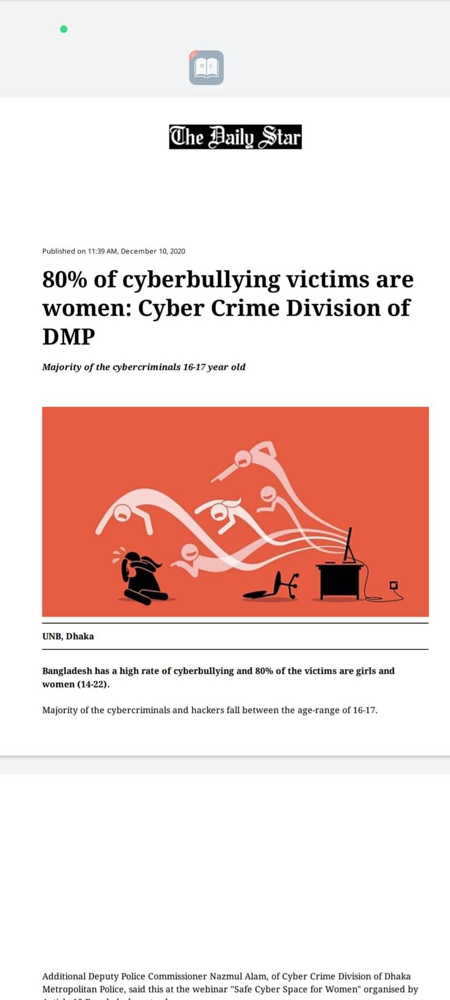 The Daily Star
Published on 11:39 AM, December 10, 2020
80% of cyberbullying victims are
women: Cyber Crime Division of
DMP
Majority of the cybercriminals 16-17 year old
UNB, Dhaka
Bangladesh has a high rate of cyberbullying and 80% of the victims are girls and
women (14-22).
Majority of the cybercriminals and hackers fall between the age-range of 16-17.
Additional Deputy Police Commissioner Nazmul Alam, of Cyber Crime Division of Dhaka
Metropolitan Police, said this at the webinar "Safe Cyber Space for Women" organised by